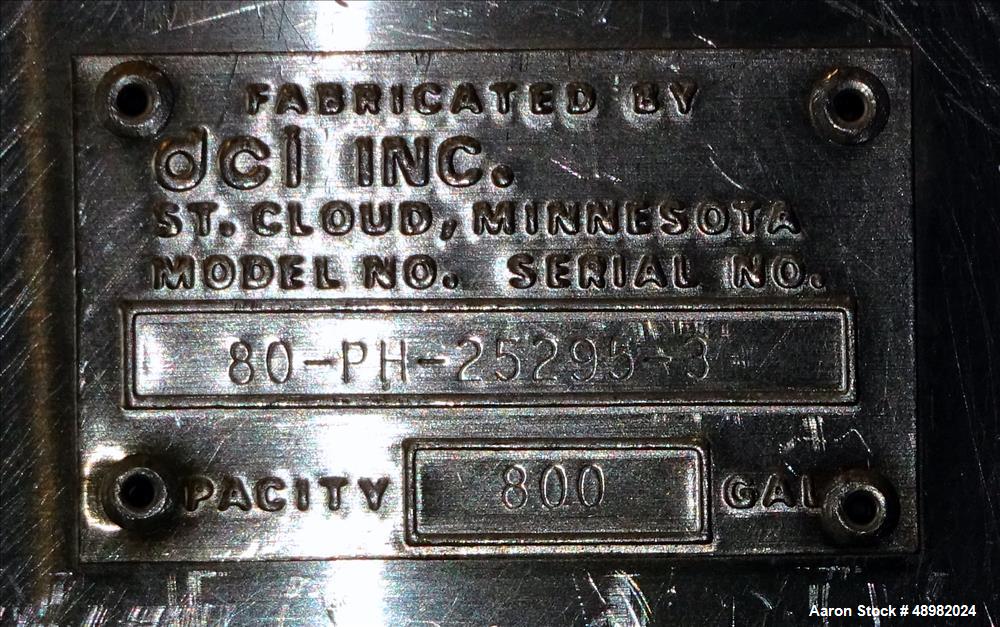 FABRICATED BY
dci INC.
ST. CLOUD, MINNESOTA
MODEL NO. SERIAL NO.
80-PH-25295-3
PACITY 800 GAL
Aaron Stock # 48982024